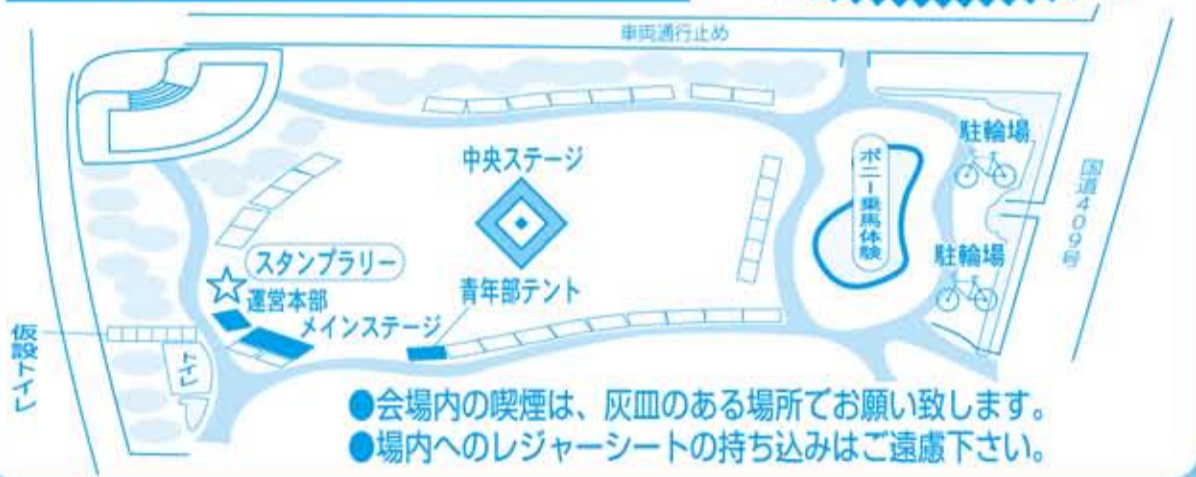 車両通行止め
駐輪場
中央ステージ
ポニー乗馬体験
国道409号
スタンプラリー
駐輪場
運営本部
青年部テント
メインステージ
仮設トイレ
トイレ
●会場内の喫煙は、灰皿のある場所でお願い致します。
●場内へのレジャーシートの持ち込みはご遠慮下さい。